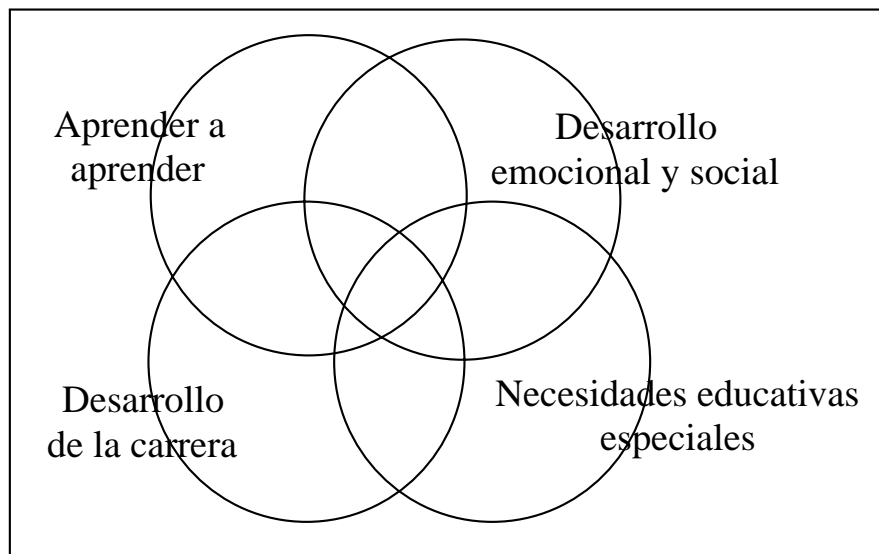 Aprender a
aprender
Desarrollo
emocional y social
Desarrollo
de la carrera
Necesidades educativas
especiales